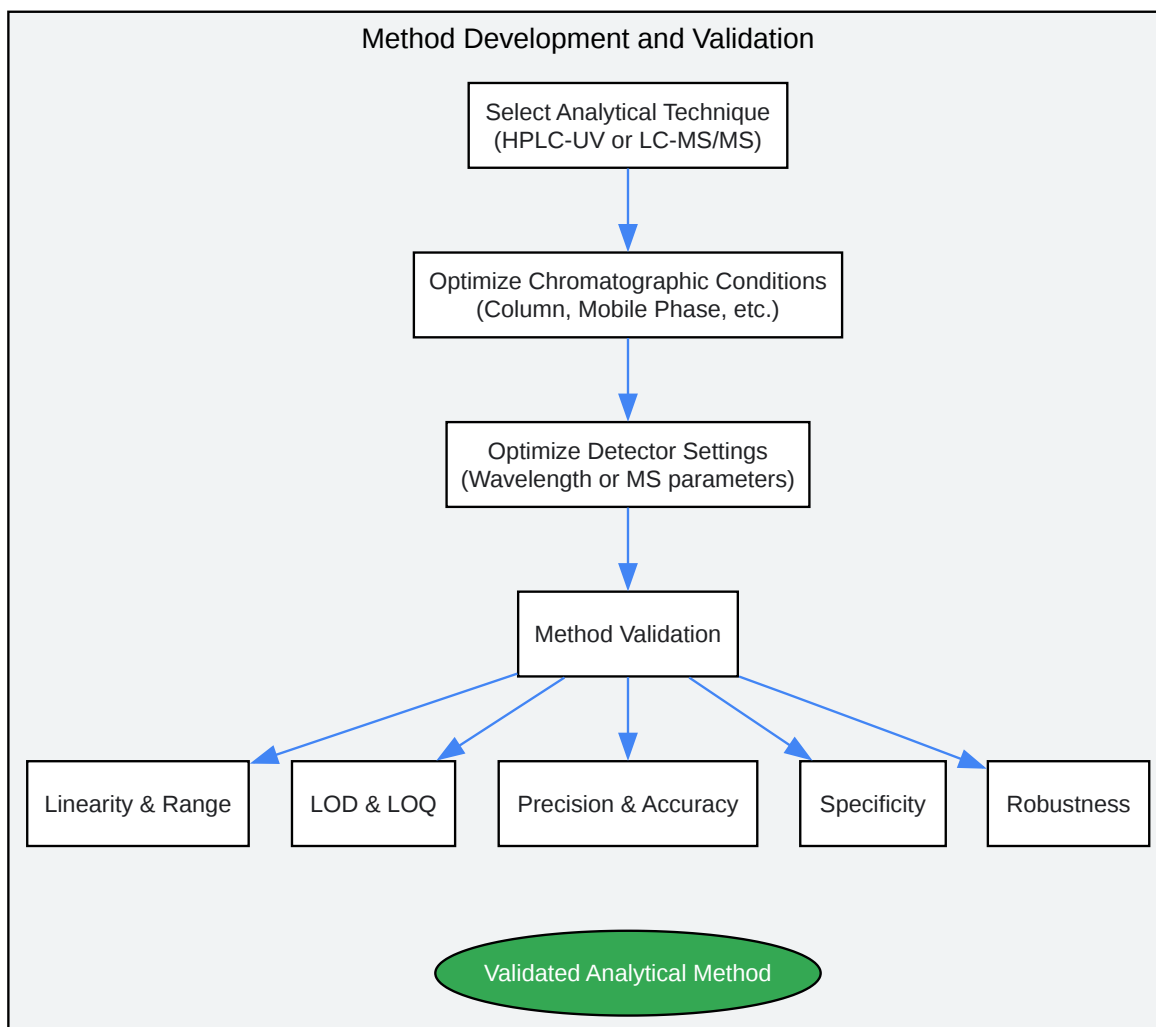 Method Development and Validation
Select Analytical Technique
(HPLC-UV or LC-MS/MS)
Optimize Chromatographic Conditions
(Column, Mobile Phase, etc.)
Optimize Detector Settings
(Wavelength or MS parameters)
Method Validation
Linearity & Range
LOD & LOQ
Precision & Accuracy
Specificity
Robustness
Validated Analytical Method